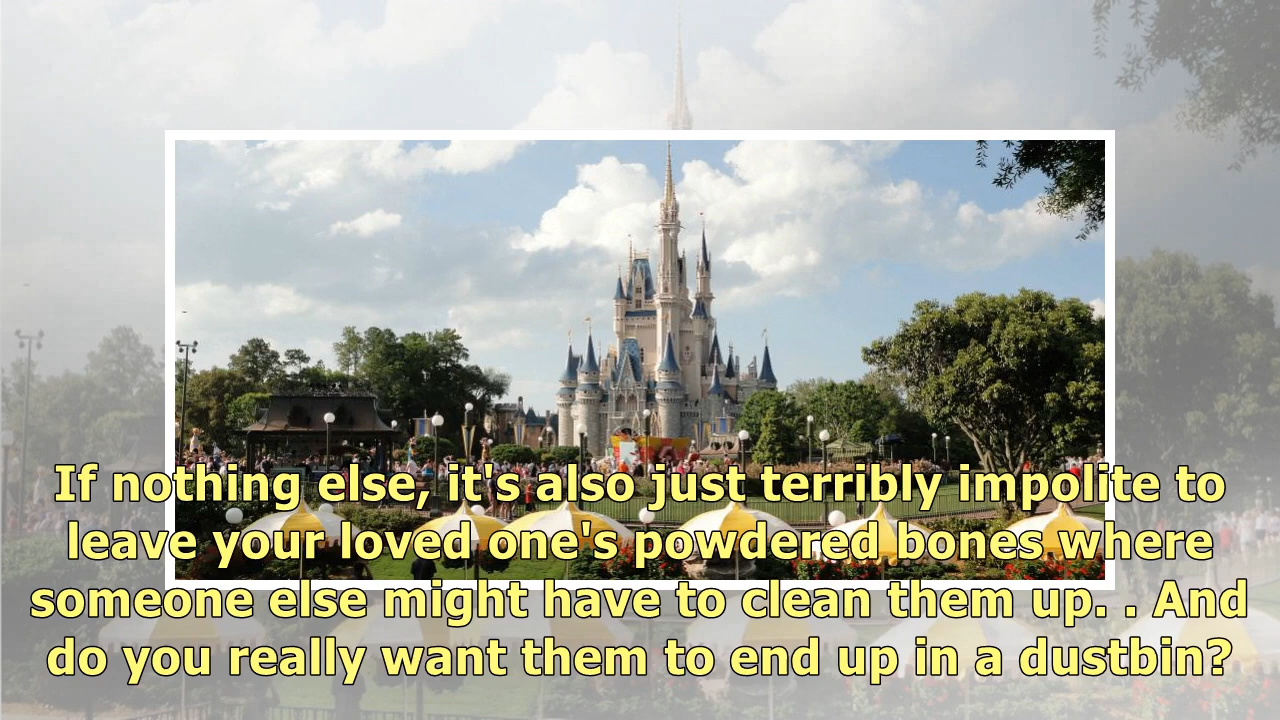 If nothing else, it's also just terribly impolite to
leave your loved one's powdered bones where
someone else might have to clean them up. . And
do you really want them to end up in a dustbin?